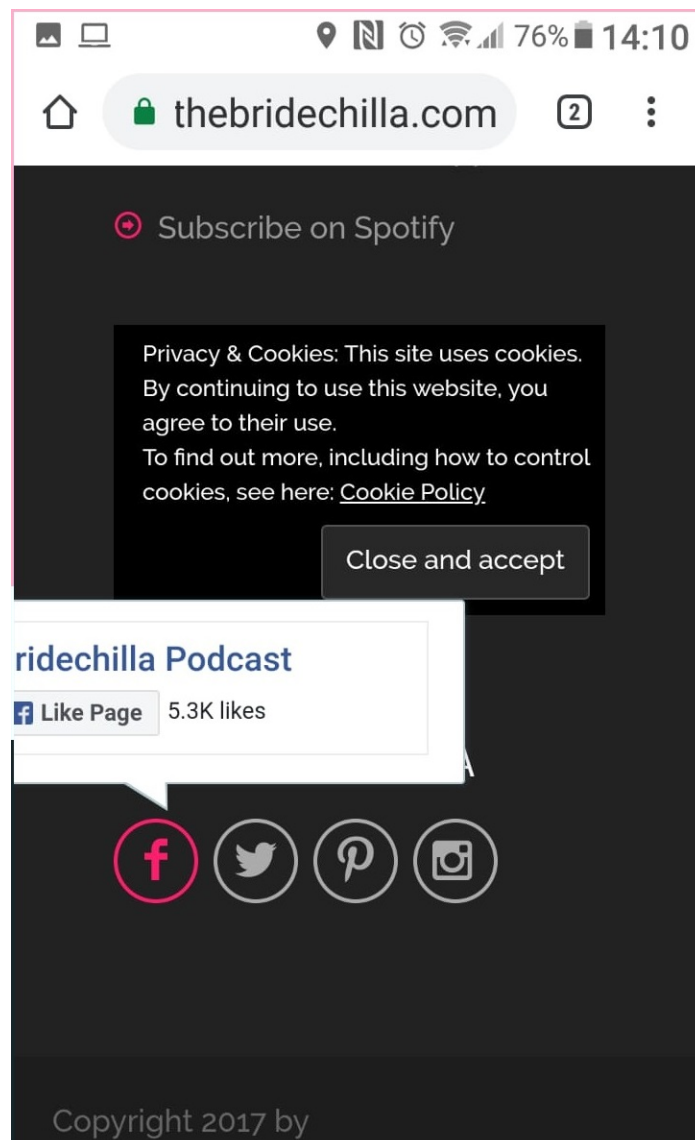 76% 14:10
thebridechilla.com 2
Subscribe on Spotify
Privacy & Cookies: This site uses cookies.
By continuing to use this website, you
agree to their use.
To find out more, including how to control
cookies, see here: Cookie Policy
Close and accept
ridechilla Podcast
Like Page 5.3K likes
A
Copyright 2017 by